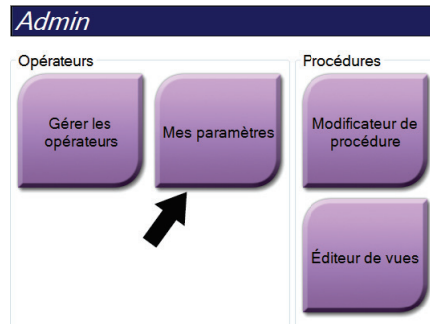 Admin
Opérateurs
Gérer les
opérateurs
Mes paramètres
Procédures
Modificateur de
procédure
Éditeur de vues